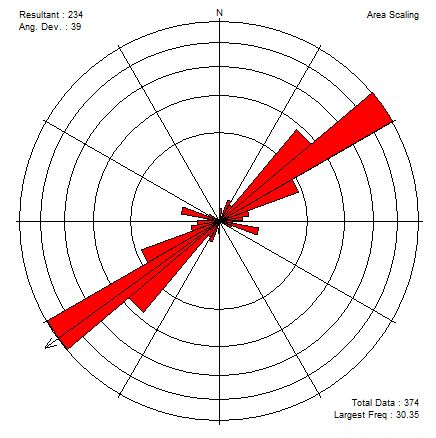 Resultant : 234
Ang. Dev. : 39
N
Area Scaling
Total Data : 374
Largest Freq : 30.35